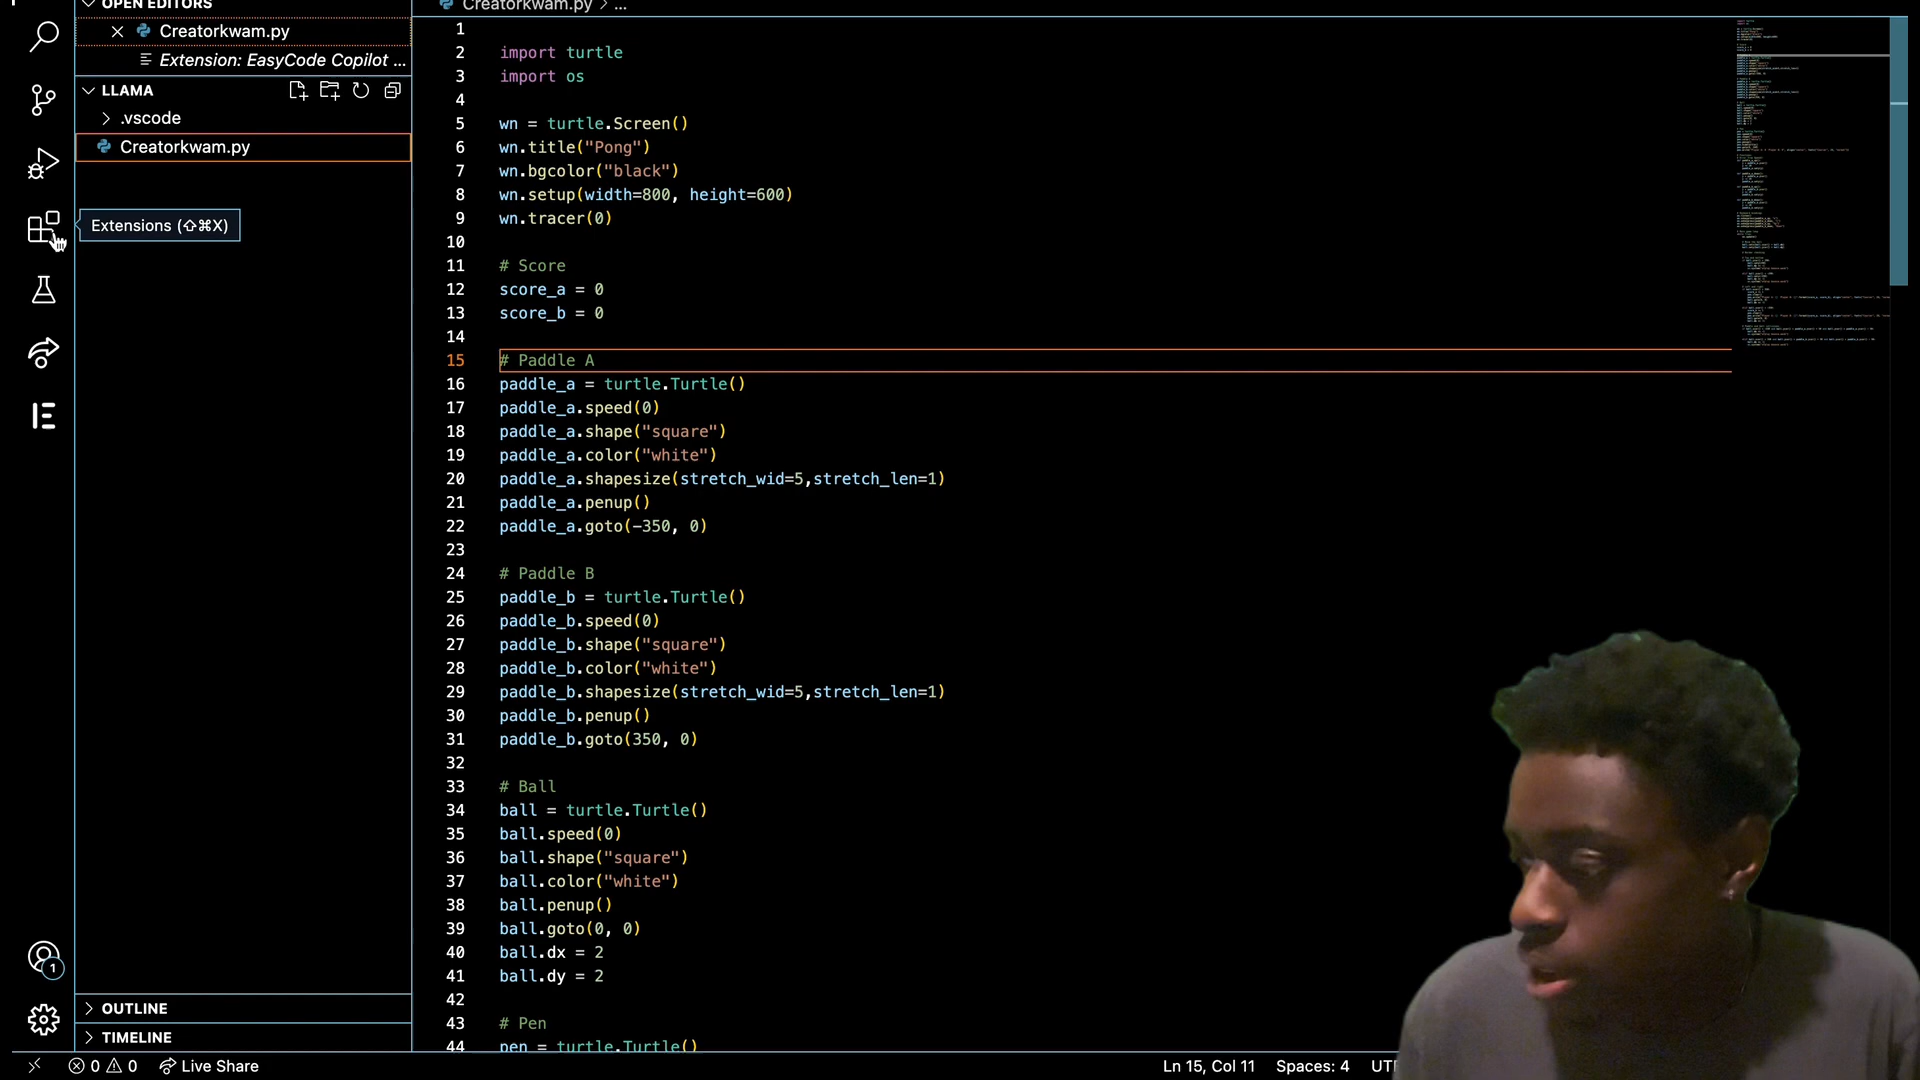 OPEN EDITORS
Creatorkwam.py
Extension: EasyCode Copilot ...
LLAMA
.vscode
Creatorkwam.py
Extensions (⇧⌘X)
OUTLINE
TIMELINE
Creatorkwam.py > ...
1
2 import turtle
3 import os
4
5 wn = turtle.Screen()
6 wn.title("Pong")
7 wn.bgcolor("black")
8 wn.setup(width=800, height=600)
9 wn.tracer(0)
10
11 # Score
12 score_a = 0
13 score_b = 0
14
15 # Paddle A
16 paddle_a = turtle.Turtle()
17 paddle_a.speed(0)
18 paddle_a.shape("square")
19 paddle_a.color("white")
20 paddle_a.shapesize(stretch_wid=5,stretch_len=1)
21 paddle_a.penup()
22 paddle_a.goto(-350, 0)
23
24 # Paddle B
25 paddle_b = turtle.Turtle()
26 paddle_b.speed(0)
27 paddle_b.shape("square")
28 paddle_b.color("white")
29 paddle_b.shapesize(stretch_wid=5,stretch_len=1)
30 paddle_b.penup()
31 paddle_b.goto(350, 0)
32
33 # Ball
34 ball = turtle.Turtle()
35 ball.speed(0)
36 ball.shape("square")
37 ball.color("white")
38 ball.penup()
39 ball.goto(0, 0)
40 ball.dx = 2
41 ball.dy = 2
42
43 # Pen
44 pen = turtle.Turtle()
1
0 0 Live Share Ln 15, Col 11 Spaces: 4 UTF